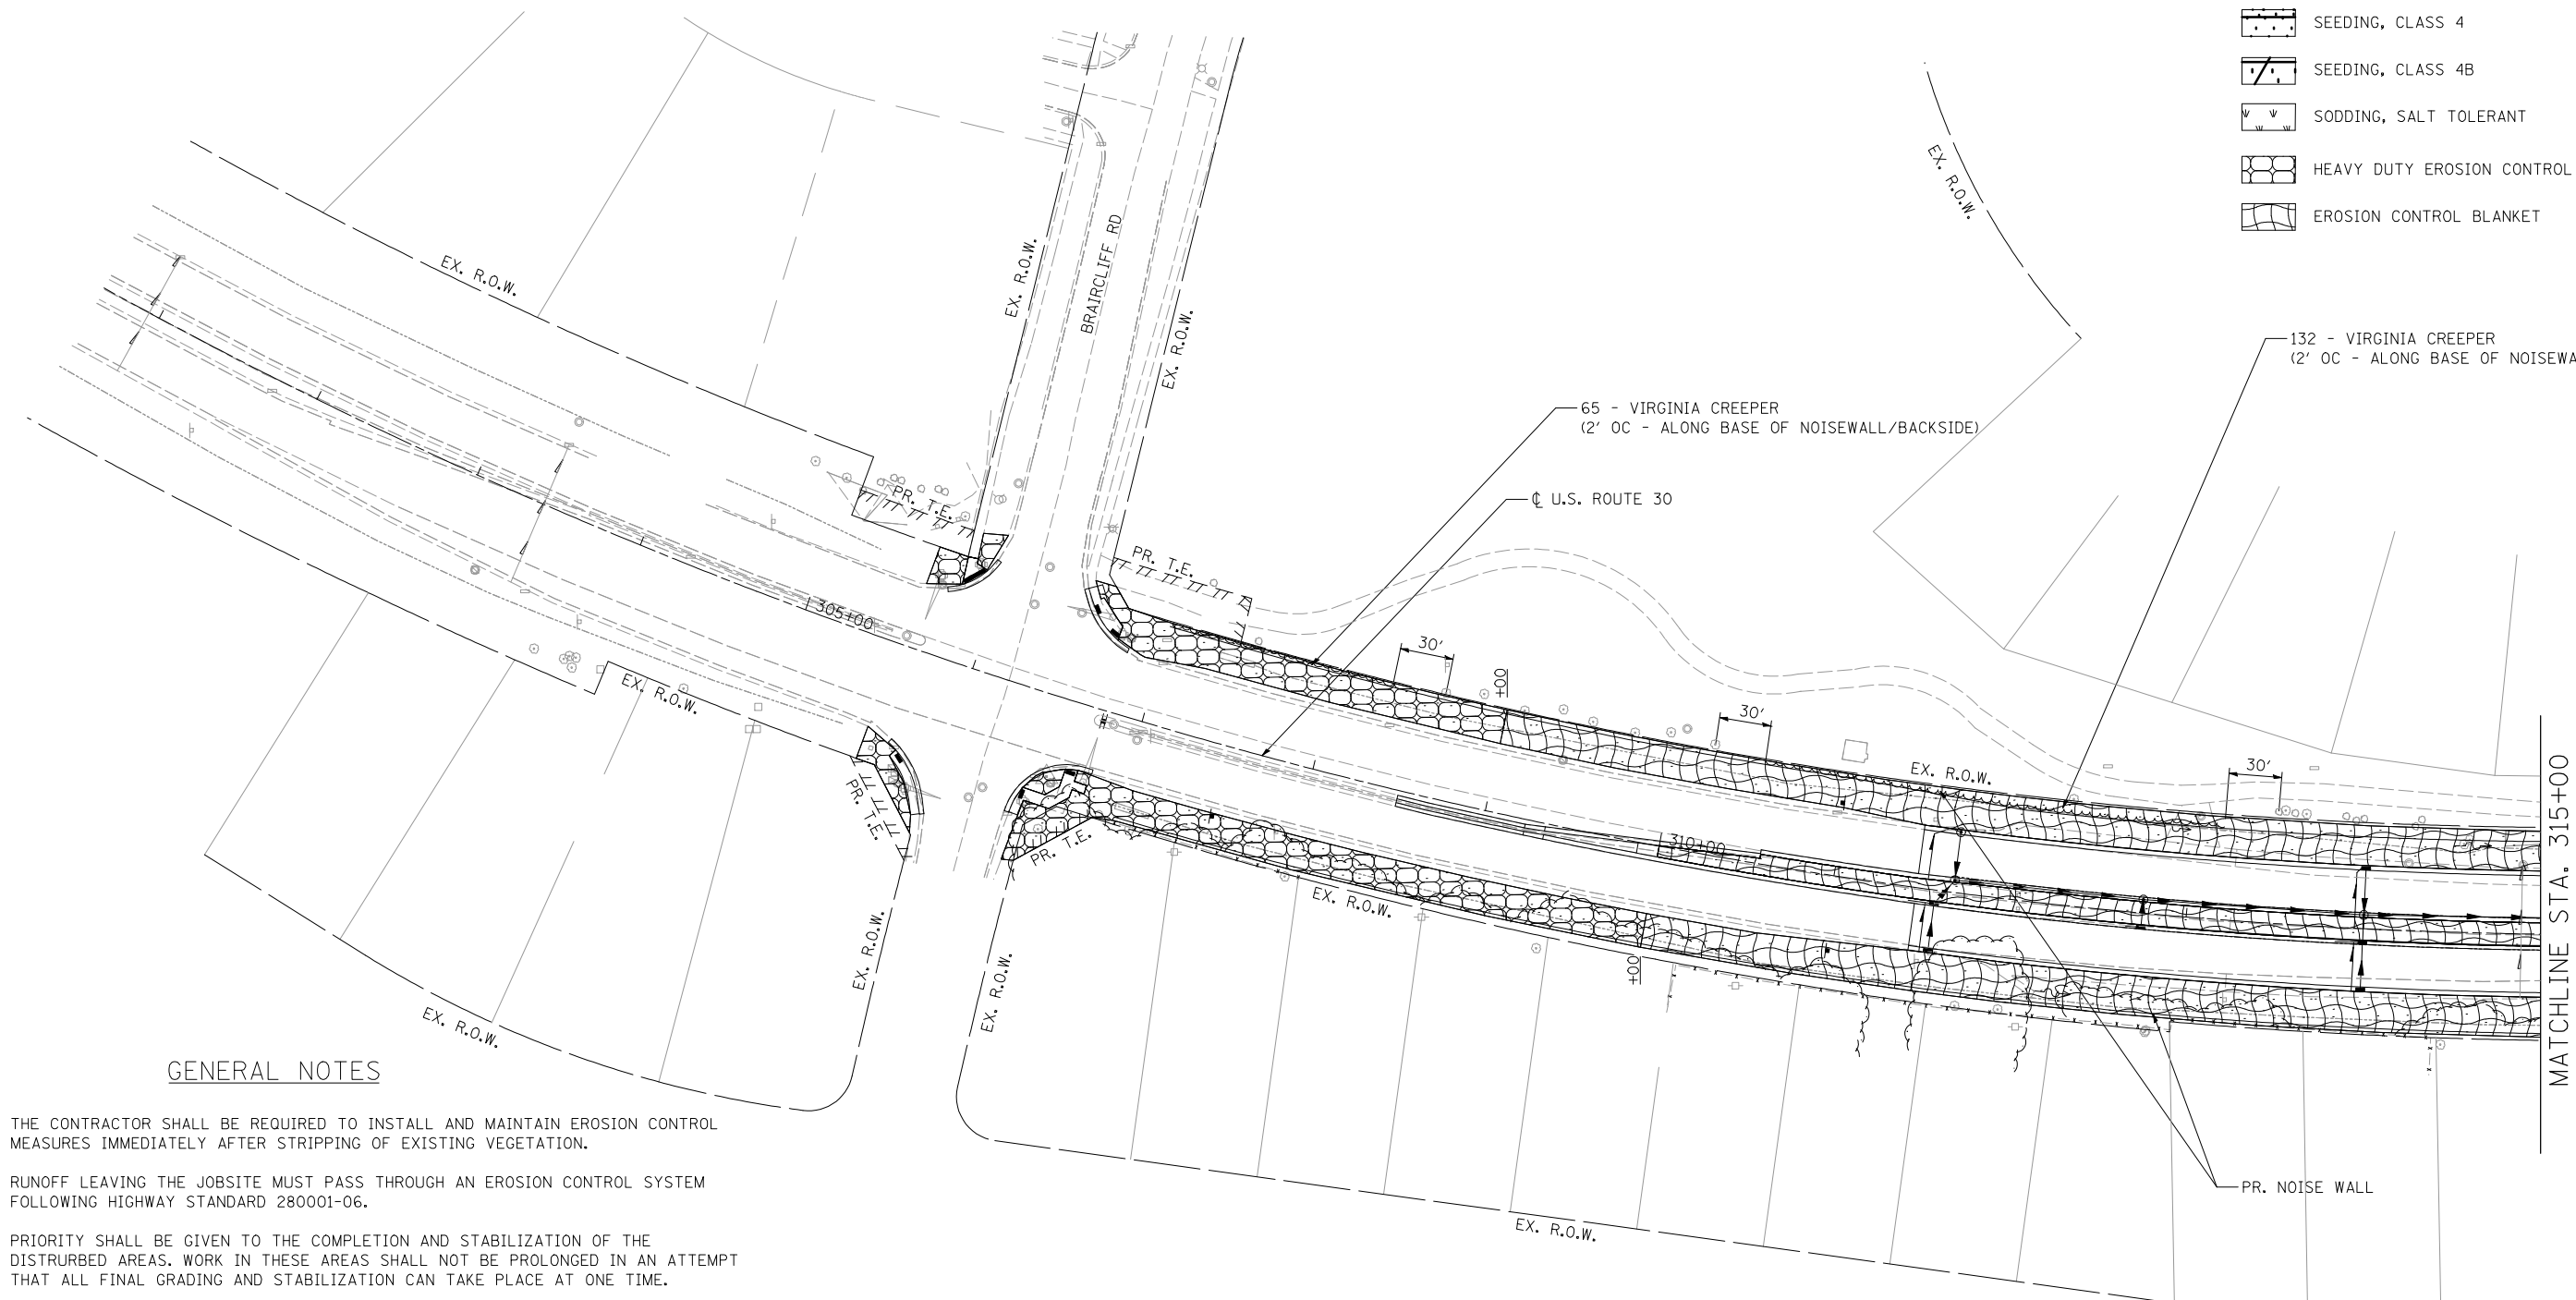 SEEDING, CLASS 4
SEEDING, CLASS 4B
SODDING, SALT TOLERANT
HEAVY DUTY EROSION CONTROL
EROSION CONTROL BLANKET
EX. R.O.W.
EX. R.O.W.
EX. R.O.W.
BRAIRCLIFF RD
EX. R.O.W.
132 - VIRGINIA CREEPER
(2' OC - ALONG BASE OF
65 - VIRGINIA CREEPER
(2' OC - ALONG BASE OF NOISEWALL/BACKSIDE)
℄ U.S. ROUTE 30
PR. T.E.
PR. T.E.
305+00
30'
+00
30'
30'
EX. R.O.W.
EX. R.O.W.
PR. T.E.
PR. T.E.
310+00
EX. R.O.W.
+00
EX. R.O.W.
EX. R.O.W.
EX. R.O.W.
EX. R.O.W.
PR. NOISE WALL
MATCHLINE STA. 315+00
GENERAL NOTES
THE CONTRACTOR SHALL BE REQUIRED TO INSTALL AND MAINTAIN EROSION CONTROL
MEASURES IMMEDIATELY AFTER STRIPPING OF EXISTING VEGETATION.
RUNOFF LEAVING THE JOBSITE MUST PASS THROUGH AN EROSION CONTROL SYSTEM
FOLLOWING HIGHWAY STANDARD 280001-06.
PRIORITY SHALL BE GIVEN TO THE COMPLETION AND STABILIZATION OF THE
DISTRURBED AREAS. WORK IN THESE AREAS SHALL NOT BE PROLONGED IN AN ATTEMPT
THAT ALL FINAL GRADING AND STABILIZATION CAN TAKE PLACE AT ONE TIME.